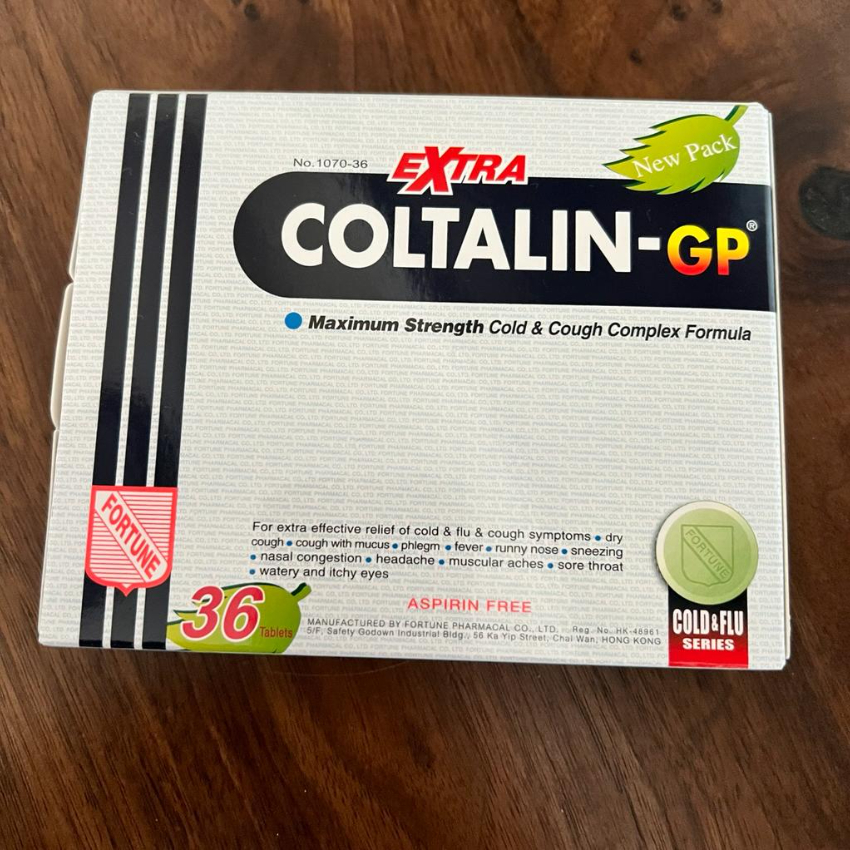 No.1070-36
EXTRA
New Pack
COLTALIN-GP®
Maximum Strength Cold & Cough Complex Formula
For extra effective relief of cold & flu & cough symptoms • dry
cough • cough with mucus • phlegm • fever • runny nose • sneezing
• nasal congestion • headache • muscular aches • sore throat
• watery and itchy eyes
ASPIRIN FREE
MANUFACTURED BY FORTUNE PHARMACAL CO., LTD. Reg. No. HK-48961
5/F, Safety Godown Industrial Bldg., 56 Ka Yip Street, Chai Wan, HONG KONG
FORTUNE
36 Tablets
FORTUNE
COLD & FLU
SERIES